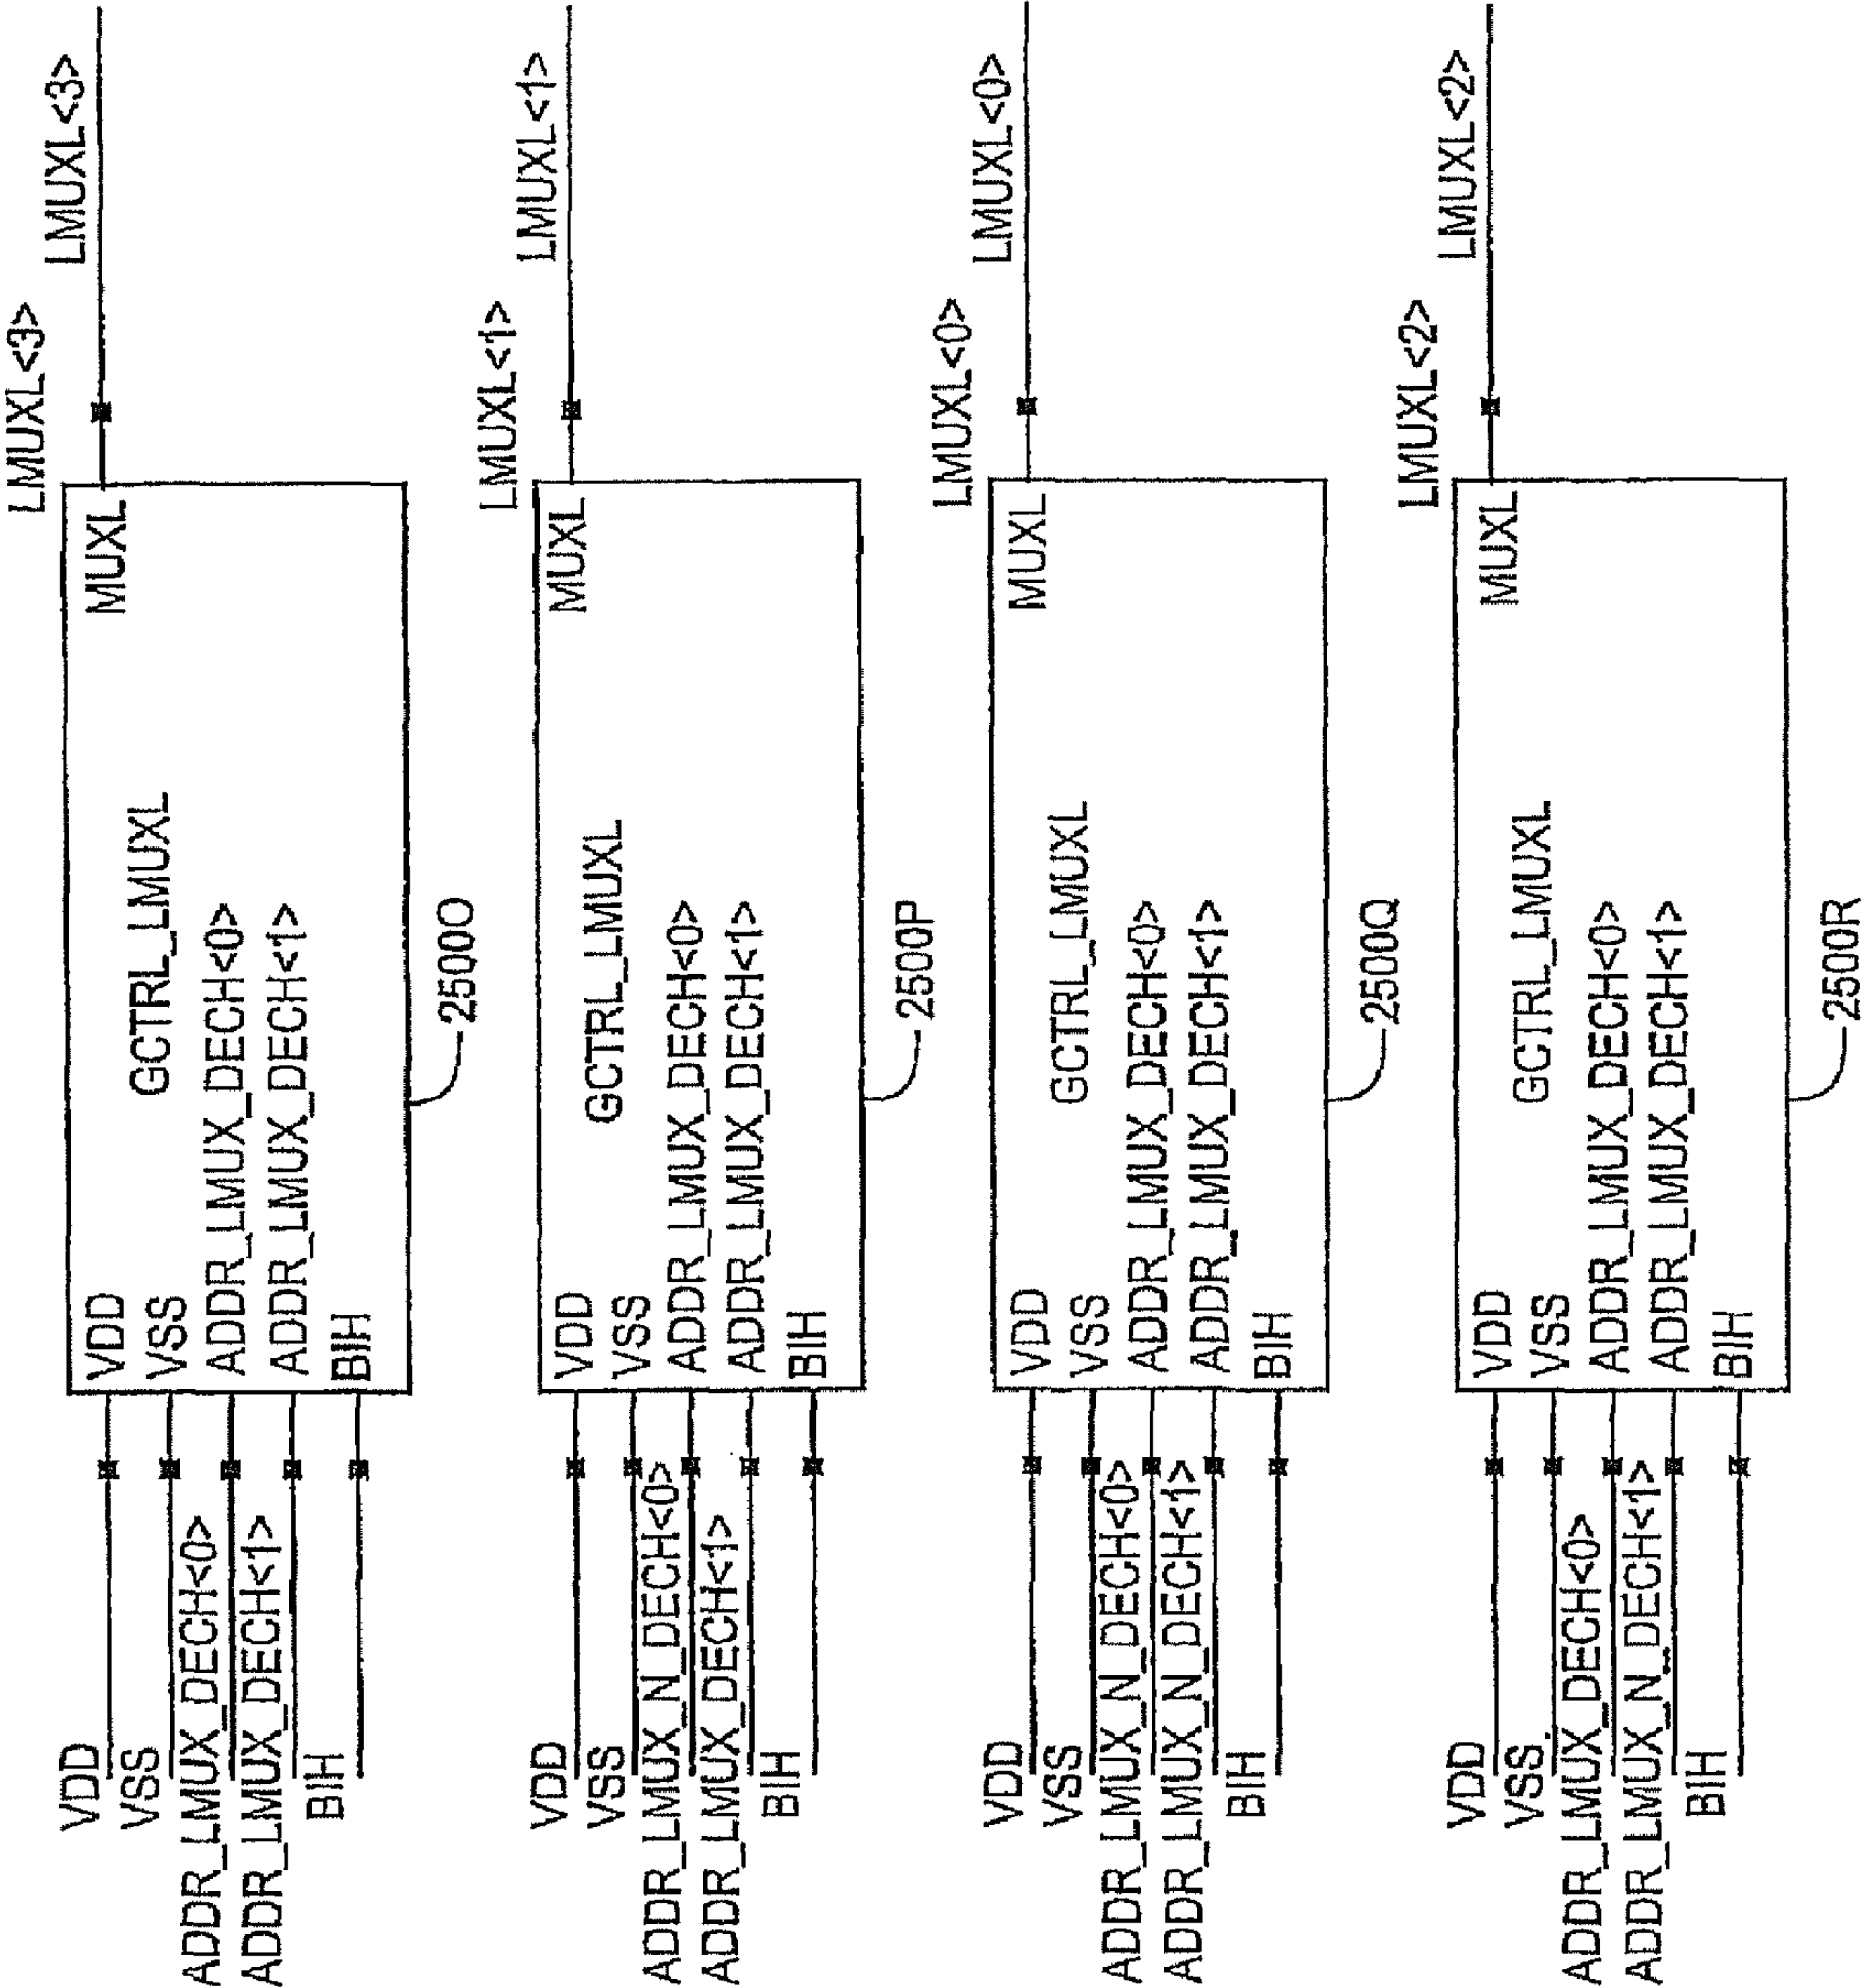 LMUXL<3>
LMUXL<3>
MUXL
GCTRL_LMUXL
VDD
VSS
ADDR_LMUX_DECH<0>
ADDR_LMUX_DECH<1>
BIH
VDD
VSS
ADDR_LMUX_DECH<0>
ADDR_LMUX_DECH<1>
BIH
2500O
LMUXL<1>
LMUXL<1>
MUXL
GCTRL_LMUXL
VDD
VSS
ADDR_LMUX_DECH<0>
ADDR_LMUX_DECH<1>
BIH
VDD
VSS
ADDR_LMUX_N_DECH<0>
ADDR_LMUX_DECH<1>
BIH
2500P
LMUXL<0>
LMUXL<0>
MUXL
GCTRL_LMUXL
VDD
VSS
ADDR_LMUX_DECH<0>
ADDR_LMUX_DECH<1>
BIH
VDD
VSS
ADDR_LMUX_N_DECH<0>
ADDR_LMUX_N_DECH<1>
BIH
2500Q
LMUXL<2>
LMUXL<2>
MUXL
GCTRL_LMUXL
VDD
VSS
ADDR_LMUX_DECH<0>
ADDR_LMUX_DECH<1>
BIH
VDD
VSS
ADDR_LMUX_DECH<0>
ADDR_LMUX_N_DECH<1>
BIH
2500R